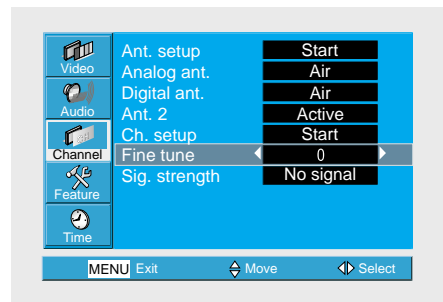 Video
Audio
Channel
Feature
Time
Ant. setup Start
Analog ant. Air
Digital ant. Air
Ant. 2 Active
Ch. setup Start
Fine tune 0
Sig. strength No signal
MENU Exit Move Select